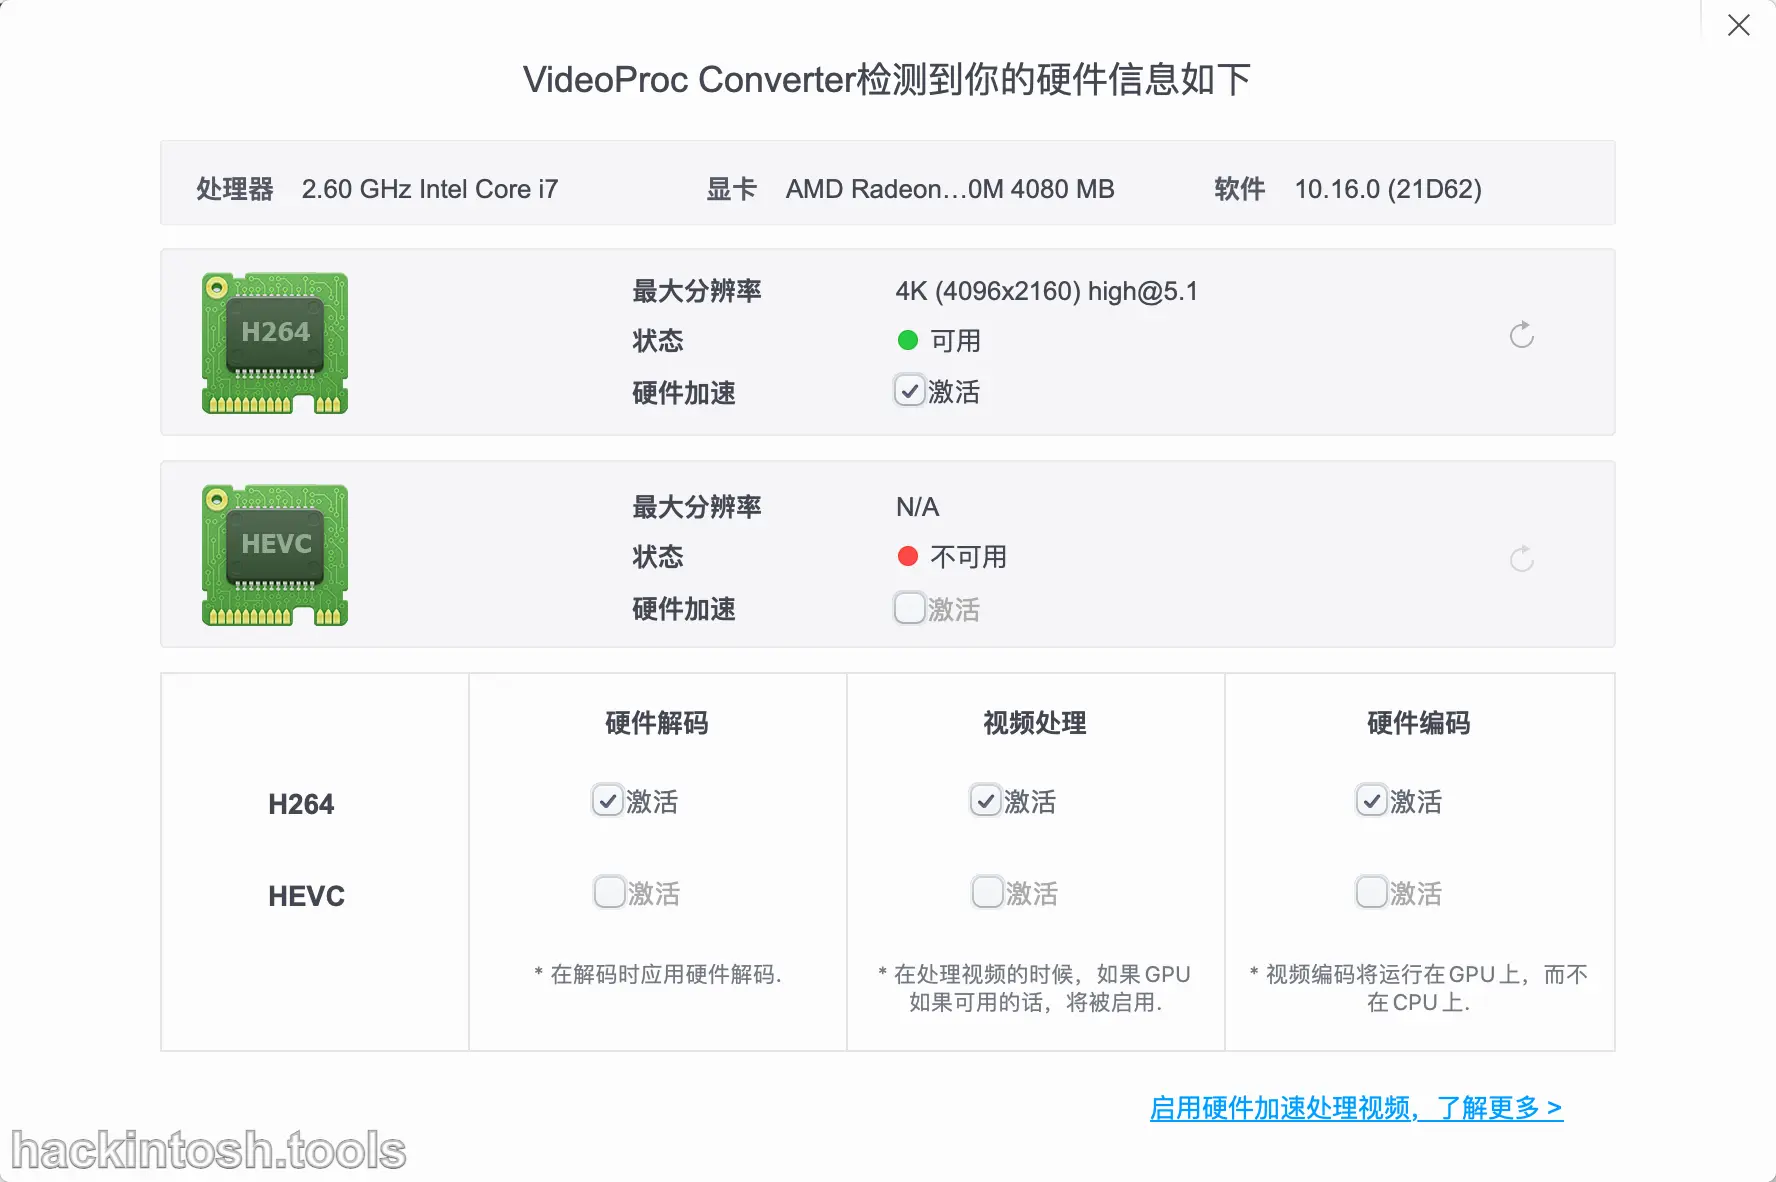 VideoProc Converter检测到你的硬件信息如下
处理器 2.60 GHz Intel Core i7 显卡 AMD Radeon...0M 4080 MB 软件 10.16.0 (21D62)
H264
最大分辨率 4K (4096x2160) high@5.1
状态 可用
硬件加速 激活
HEVC
最大分辨率 N/A
状态 不可用
硬件加速 激活
硬件解码 视频处理 硬件编码
H264 激活 激活 激活
HEVC 激活 激活 激活
* 在解码时应用硬件解码.
* 在处理视频的时候，如果GPU
如果可用的话，将被启用.
* 视频编码将运行在GPU上，而不
在CPU上.
启用硬件加速处理视频，了解更多 >
hackintosh.tools